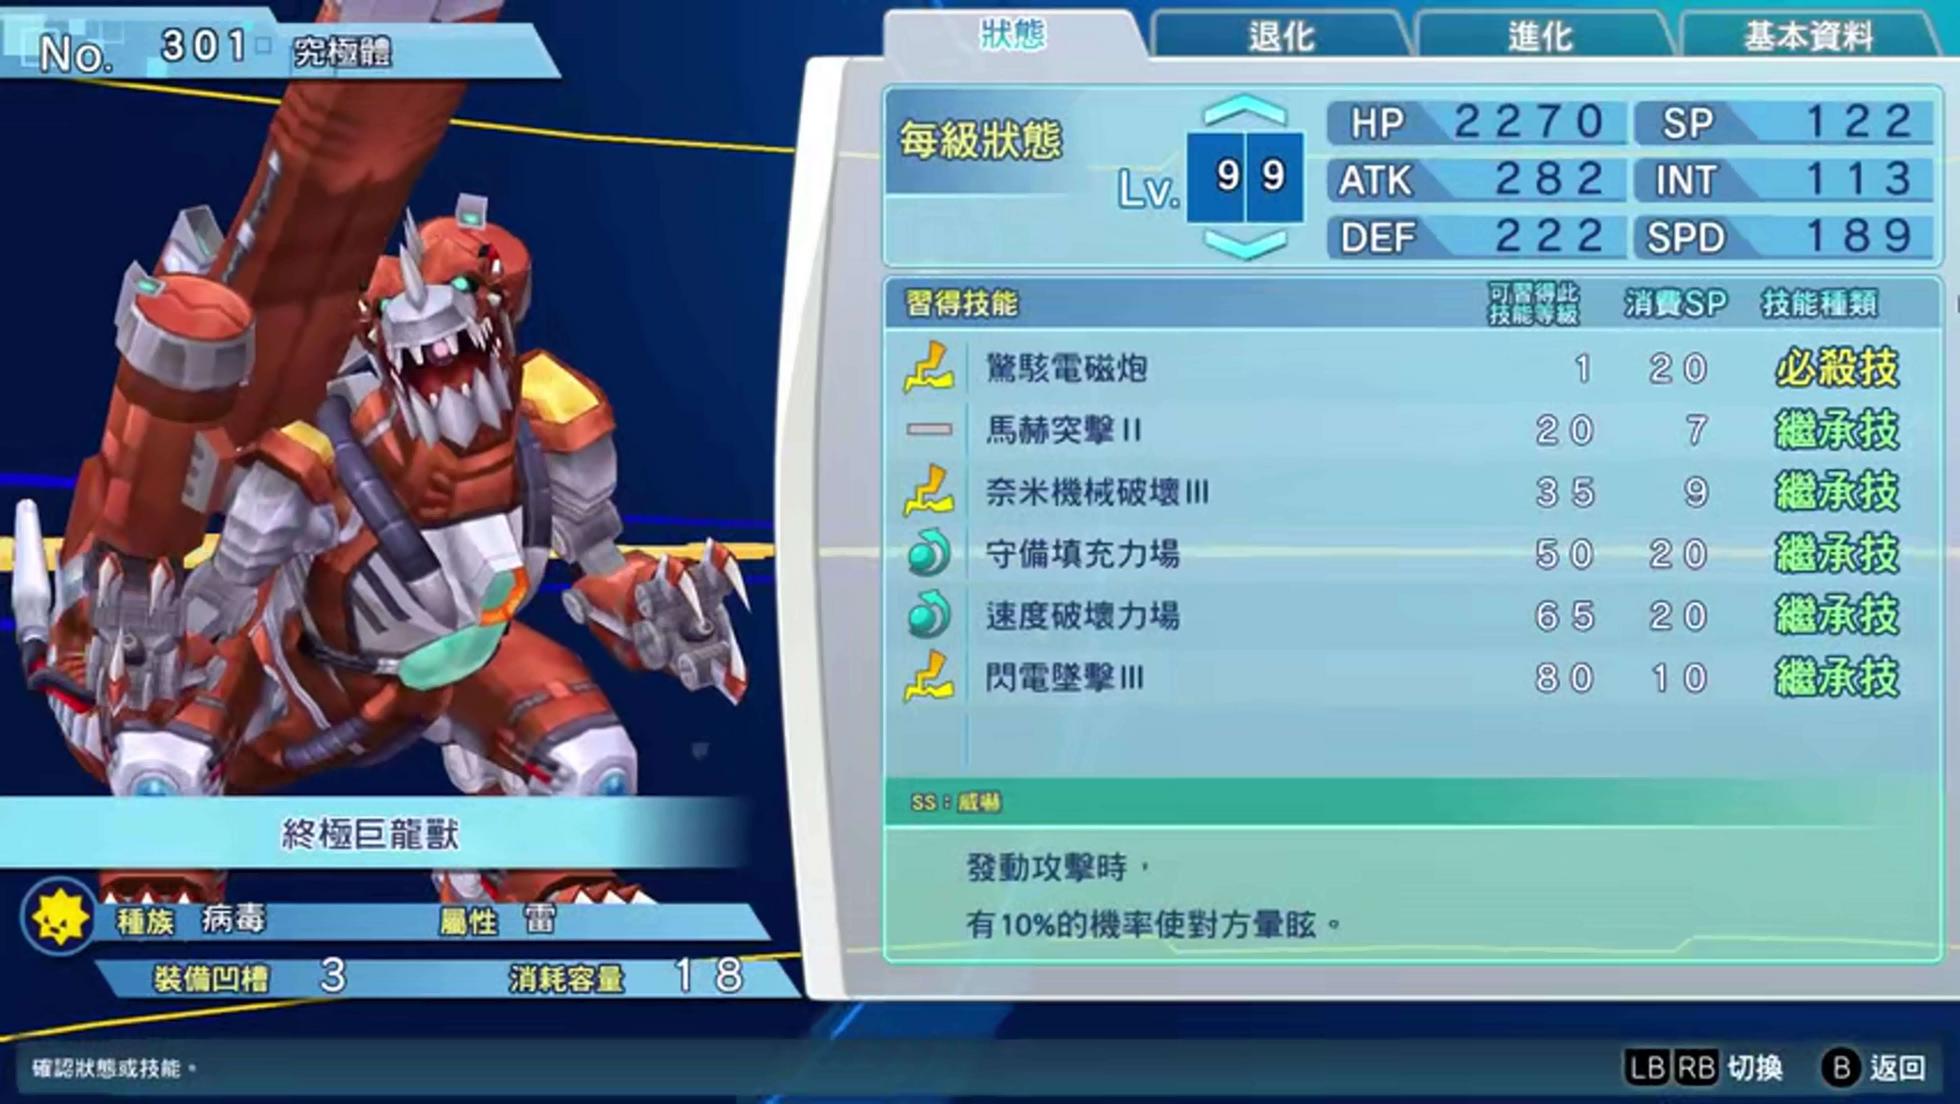 No. 301 究極體
狀態 退化 進化 基本資料
每級狀態
Lv. 99
HP 2270 SP 122
ATK 282 INT 113
DEF 222 SPD 189
習得技能 可習得此技能等級 消費SP 技能種類
驚駭電磁炮 1 20 必殺技
馬赫突擊II 20 7 繼承技
奈米機械破壞III 35 9 繼承技
守備填充力場 50 20 繼承技
速度破壞力場 65 20 繼承技
閃電墜擊III 80 10 繼承技
SS:威嚇
發動攻擊時,
有10%的機率使對方暈眩。
終極巨龍獸
種族 病毒 屬性 雷
裝備凹槽 3 消耗容量 18
確認狀態或技能。
LB RB 切換 B 返回